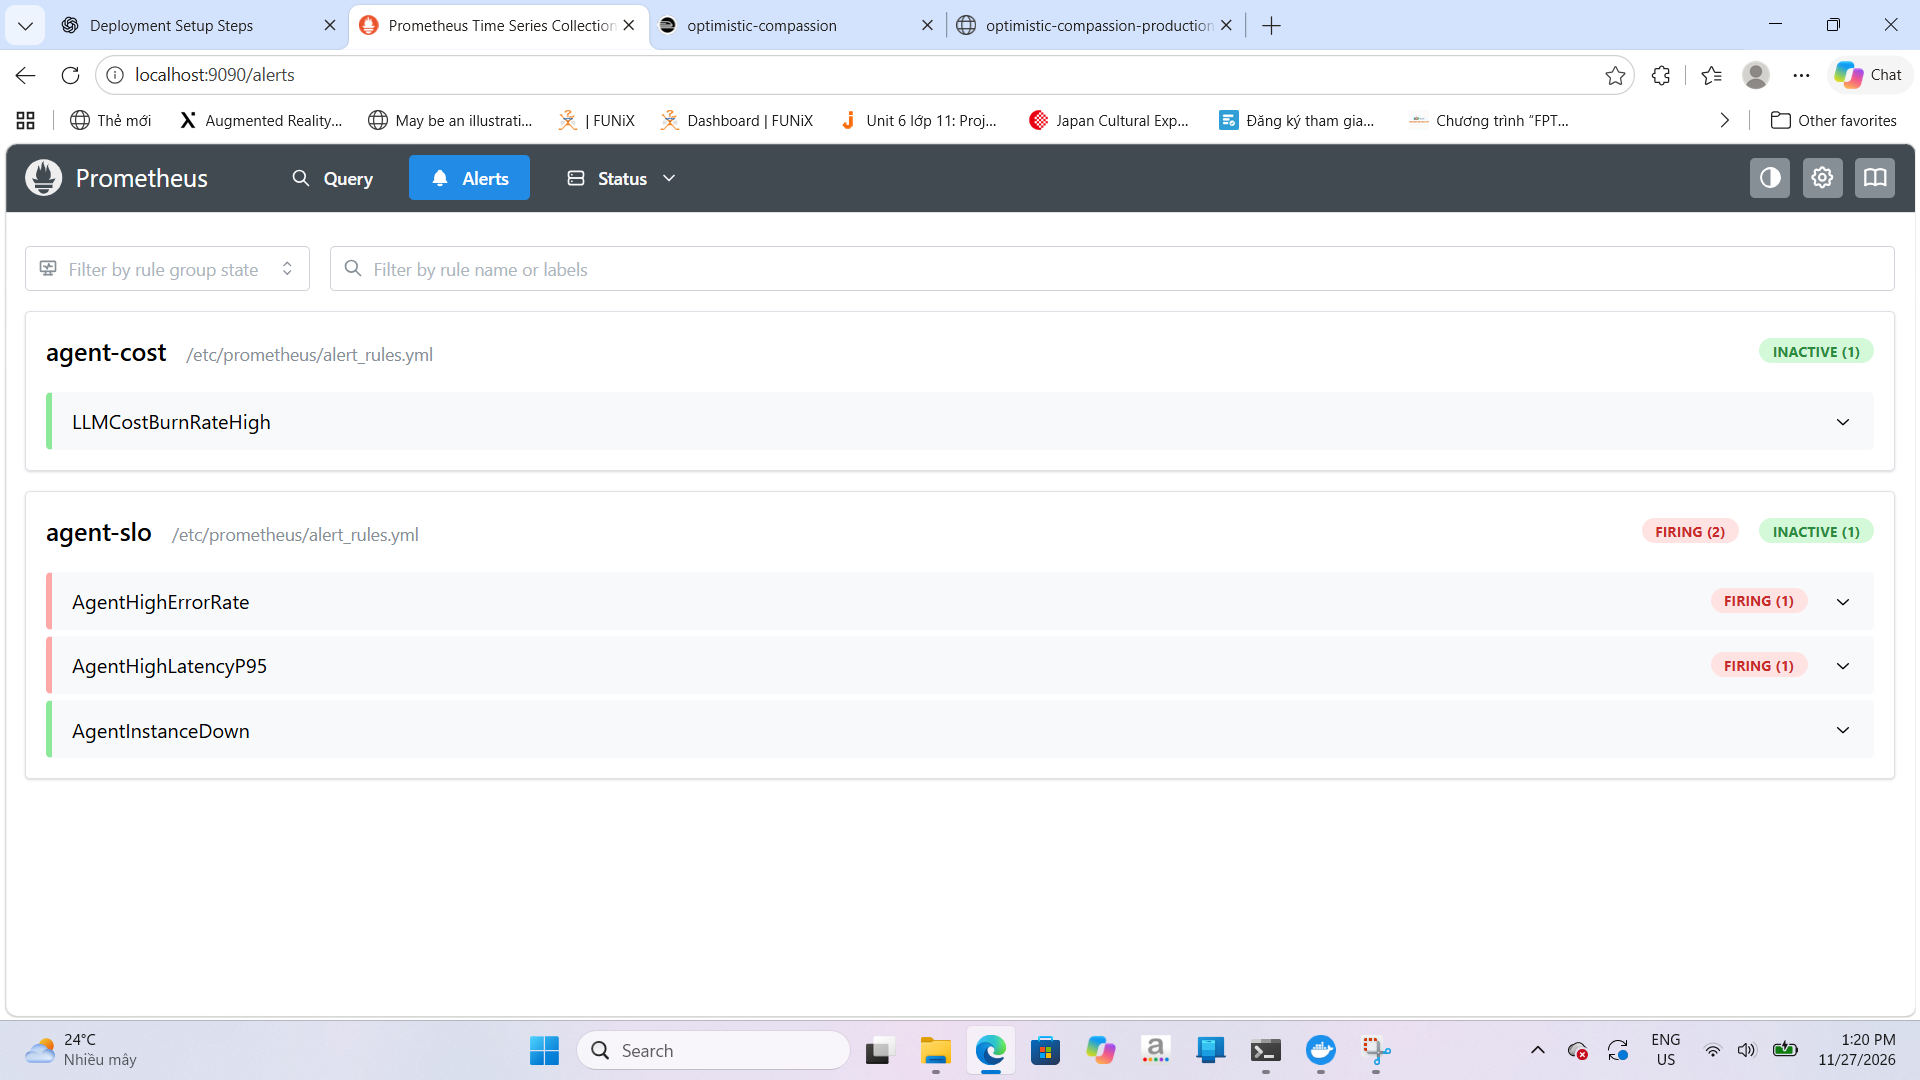 Deployment Setup Steps
Prometheus Time Series Collection
optimistic-compassion
optimistic-compassion-production
localhost:9090/alerts
Chat
Thẻ mới
Augmented Reality...
May be an illustrati...
| FUNiX
Dashboard | FUNiX
Unit 6 lớp 11: Proj...
Japan Cultural Exp...
Đăng ký tham gia...
Chương trình “FPT...
Other favorites
Prometheus
Query
Alerts
Status
Filter by rule group state
Filter by rule name or labels
agent-cost /etc/prometheus/alert_rules.yml
INACTIVE (1)
LLMCostBurnRateHigh
agent-slo /etc/prometheus/alert_rules.yml
FIRING (2)
INACTIVE (1)
AgentHighErrorRate
FIRING (1)
AgentHighLatencyP95
FIRING (1)
AgentInstanceDown
24°C
Nhiều mây
Search
ENG
US
1:20 PM
11/27/2026